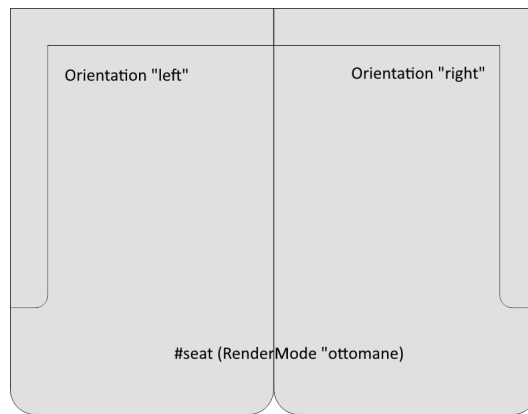 Orientation "left"
Orientation "right"
#seat (RenderMode "ottomane)